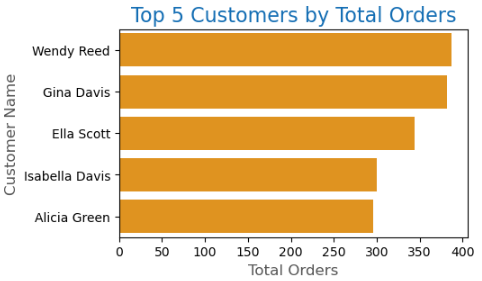 Top 5 Customers by Total Orders
Customer Name
Wendy Reed
Gina Davis
Ella Scott
Isabella Davis
Alicia Green
0 50 100 150 200 250 300 350 400
Total Orders